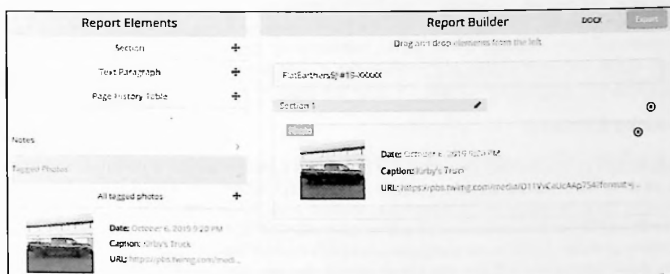 Report Elements
Section
Text Paragraph
Page History Table
Notes
Tagged Photos
All tagged photos
Date: October 6, 2015 9:20 PM
Caption: Kirby's Truck
URL:
Report Builder
DOCX
Export
Drag and drop elements from the left
Section 1
Photo
Date: October 6, 2015 9:20 PM
Caption: Kirby's Truck
URL: